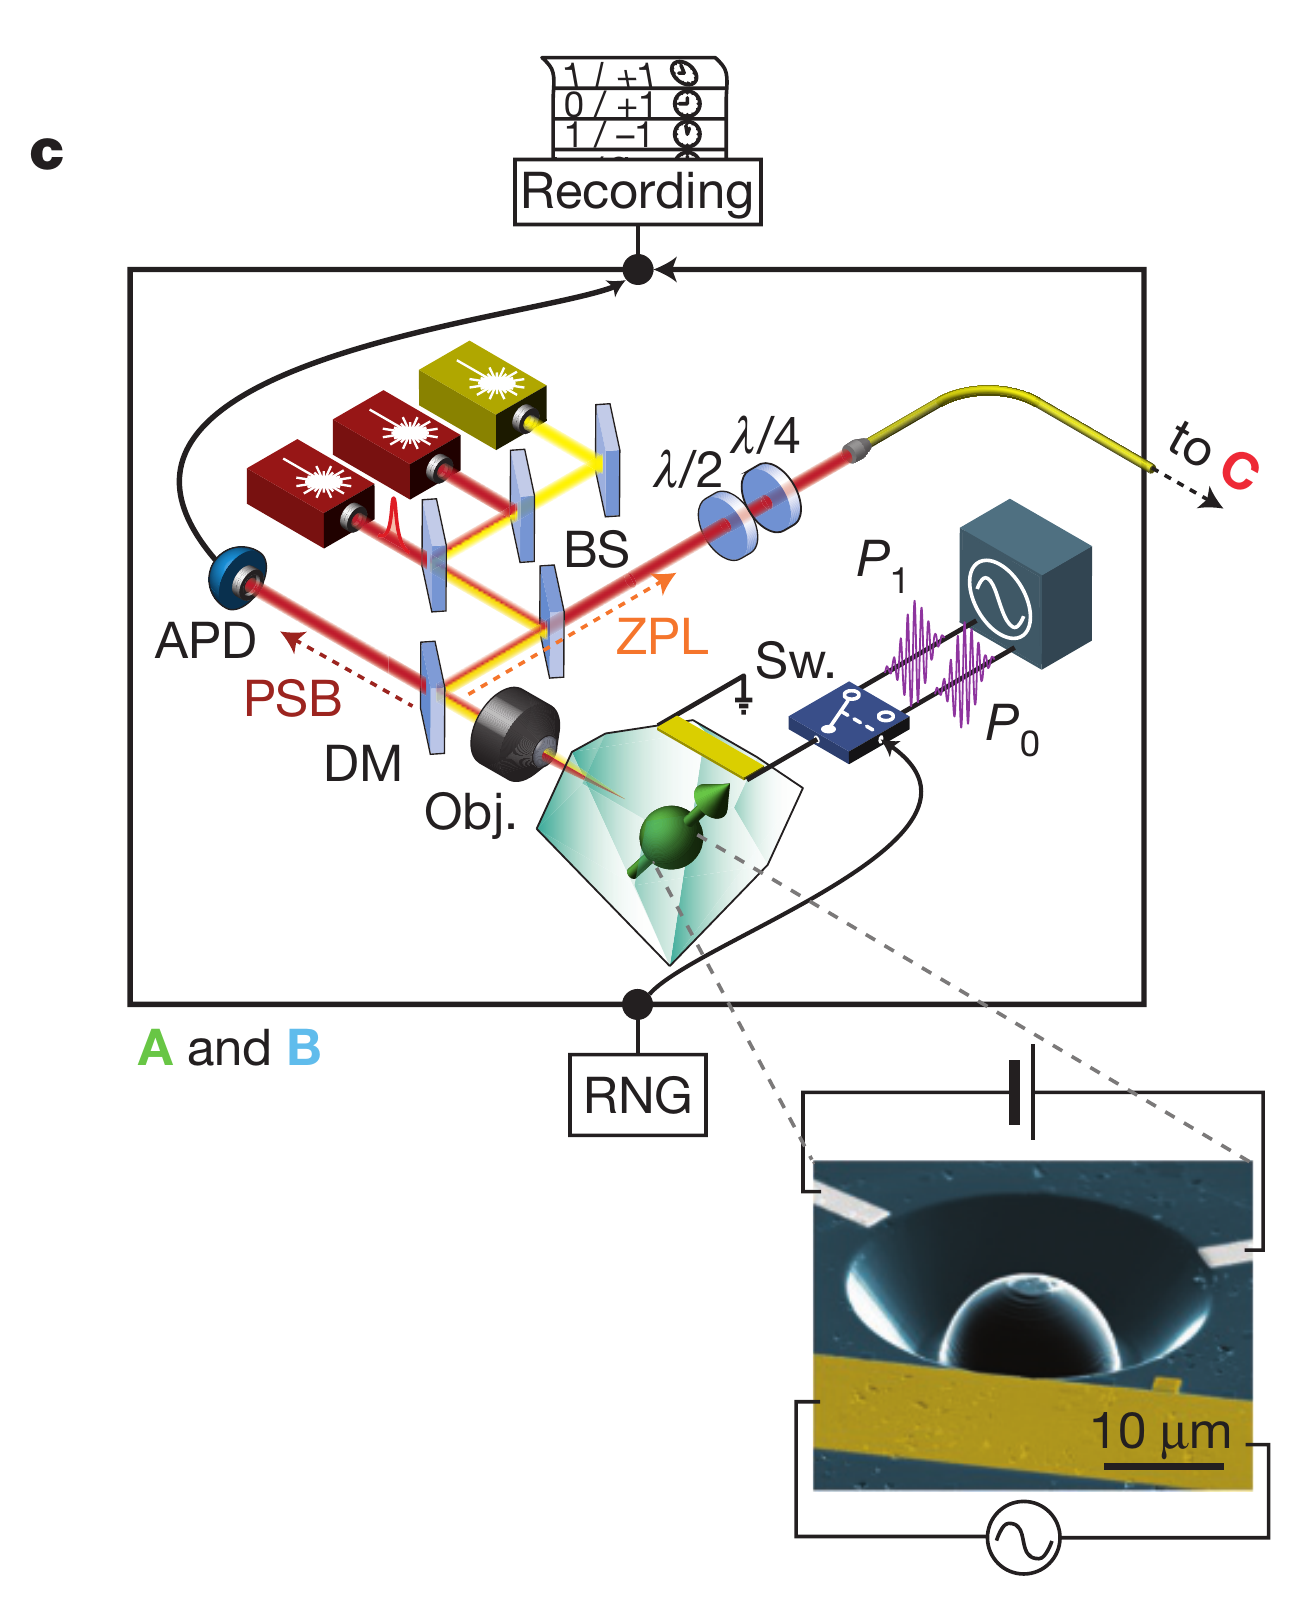 c
1 / +1
0 / +1
1 / −1
Recording
λ/4
λ/2
to C
BS
P1
APD
ZPL
PSB
Sw.
P0
DM
Obj.
A and B
RNG
10 μm